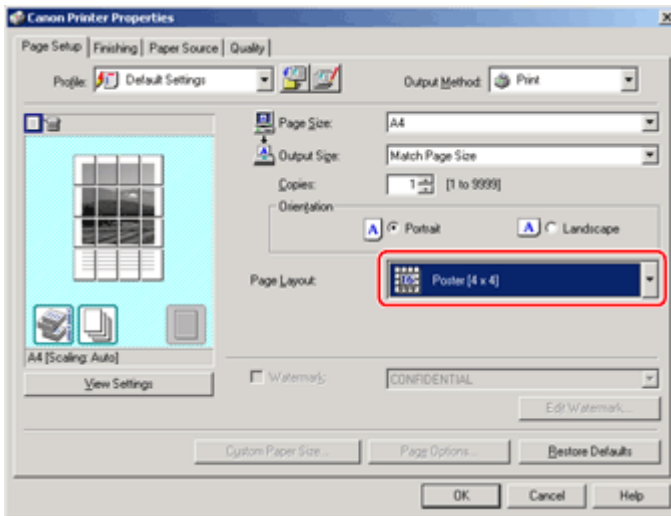 Canon Printer Properties
Page Setup Finishing Paper Source Quality
Profile: Default Settings Output Method: Print
Page Size: A4
Output Size: Match Page Size
Copies: 1 [1 to 9999]
Orientation
A Portrait A Landscape
Page Layout: 16 Poster [4 x 4]
A4 [Scaling: Auto]
View Settings
Watermark: CONFIDENTIAL
Edit Watermark...
Custom Paper Size... Page Options... Restore Defaults
OK Cancel Help